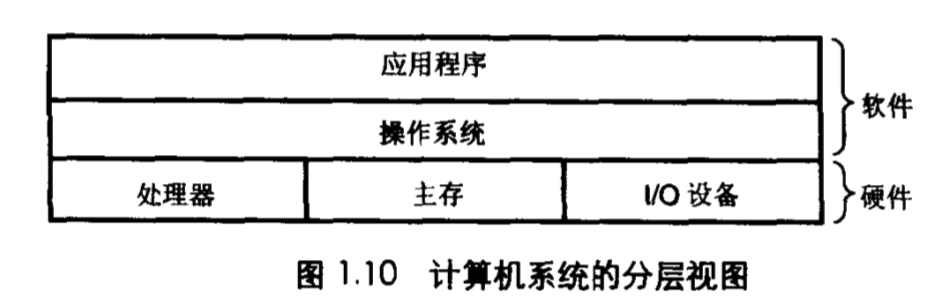 应用程序
软件
操作系统
处理器 主存 I/O 设备 硬件
图 1.10 计算机系统的分层视图